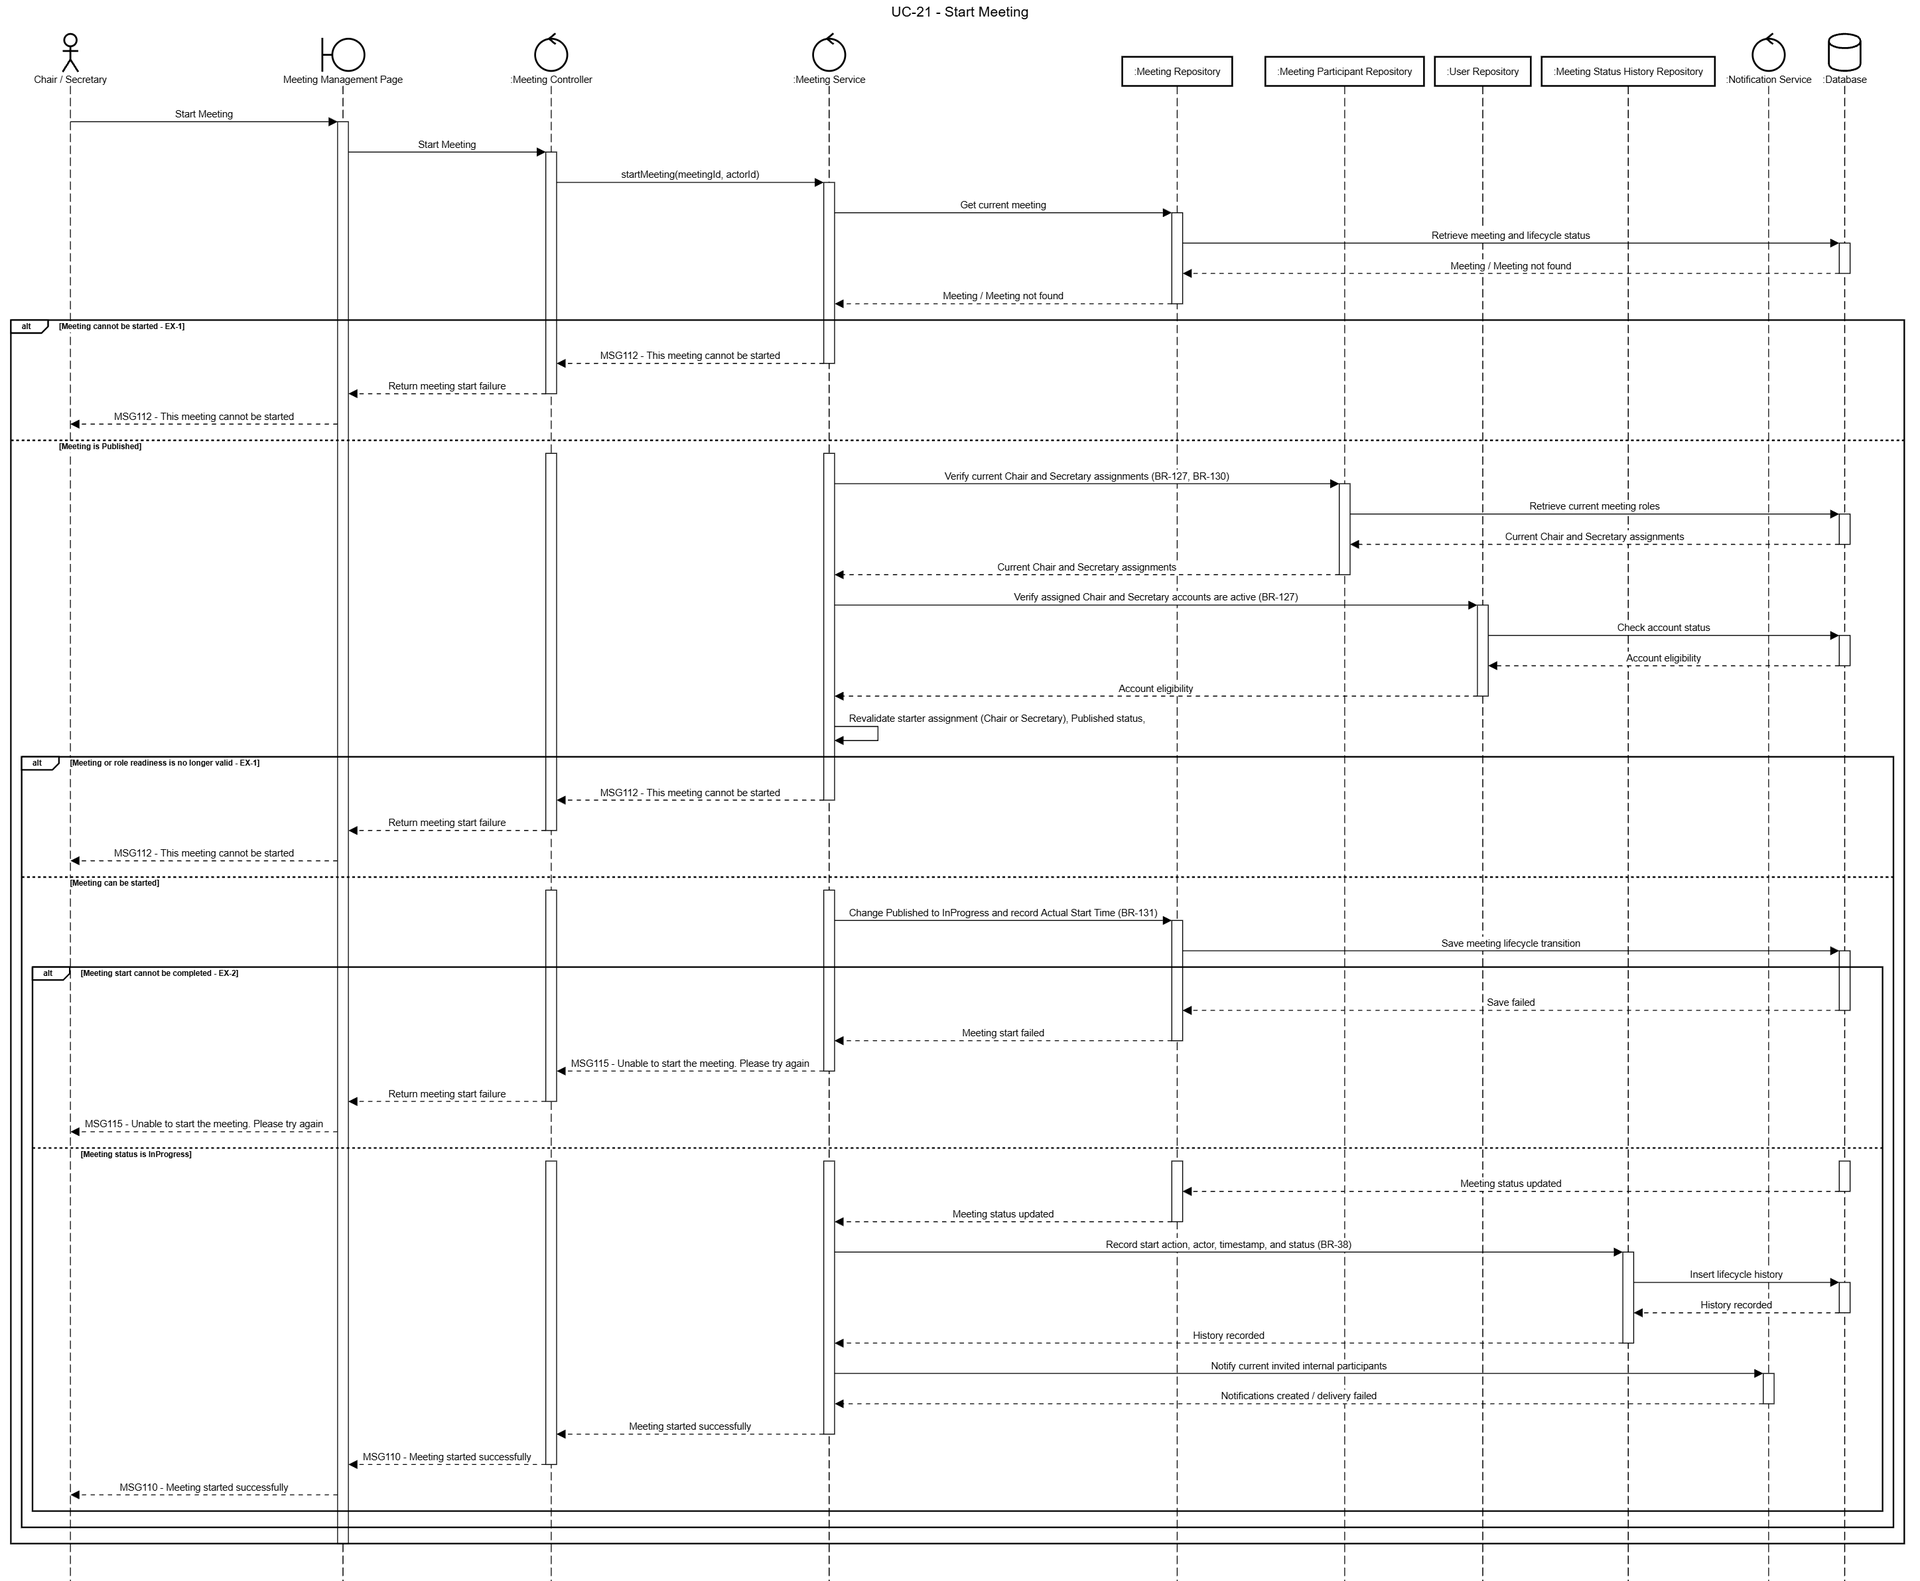 UC-21 - Start Meeting
Chair / Secretary
Meeting Management Page
:Meeting Controller
:Meeting Service
:Meeting Repository
:Meeting Participant Repository
:User Repository
:Meeting Status History Repository
:Notification Service
:Database
Start Meeting
Start Meeting
startMeeting(meetingId, actorId)
Get current meeting
Retrieve meeting and lifecycle status
Meeting / Meeting not found
Meeting / Meeting not found
alt
[Meeting cannot be started - EX-1]
MSG112 - This meeting cannot be started
Return meeting start failure
MSG112 - This meeting cannot be started
[Meeting is Published]
Verify current Chair and Secretary assignments (BR-127, BR-130)
Retrieve current meeting roles
Current Chair and Secretary assignments
Current Chair and Secretary assignments
Verify assigned Chair and Secretary accounts are active (BR-127)
Check account status
Account eligibility
Account eligibility
Revalidate starter assignment (Chair or Secretary), Published status,
alt
[Meeting or role readiness is no longer valid - EX-1]
MSG112 - This meeting cannot be started
Return meeting start failure
MSG112 - This meeting cannot be started
[Meeting can be started]
Change Published to InProgress and record Actual Start Time (BR-131)
Save meeting lifecycle transition
alt
[Meeting start cannot be completed - EX-2]
Save failed
Meeting start failed
MSG115 - Unable to start the meeting. Please try again
Return meeting start failure
MSG115 - Unable to start the meeting. Please try again
[Meeting status is InProgress]
Meeting status updated
Meeting status updated
Record start action, actor, timestamp, and status (BR-38)
Insert lifecycle history
History recorded
History recorded
Notify current invited internal participants
Notifications created / delivery failed
Meeting started successfully
MSG110 - Meeting started successfully
MSG110 - Meeting started successfully